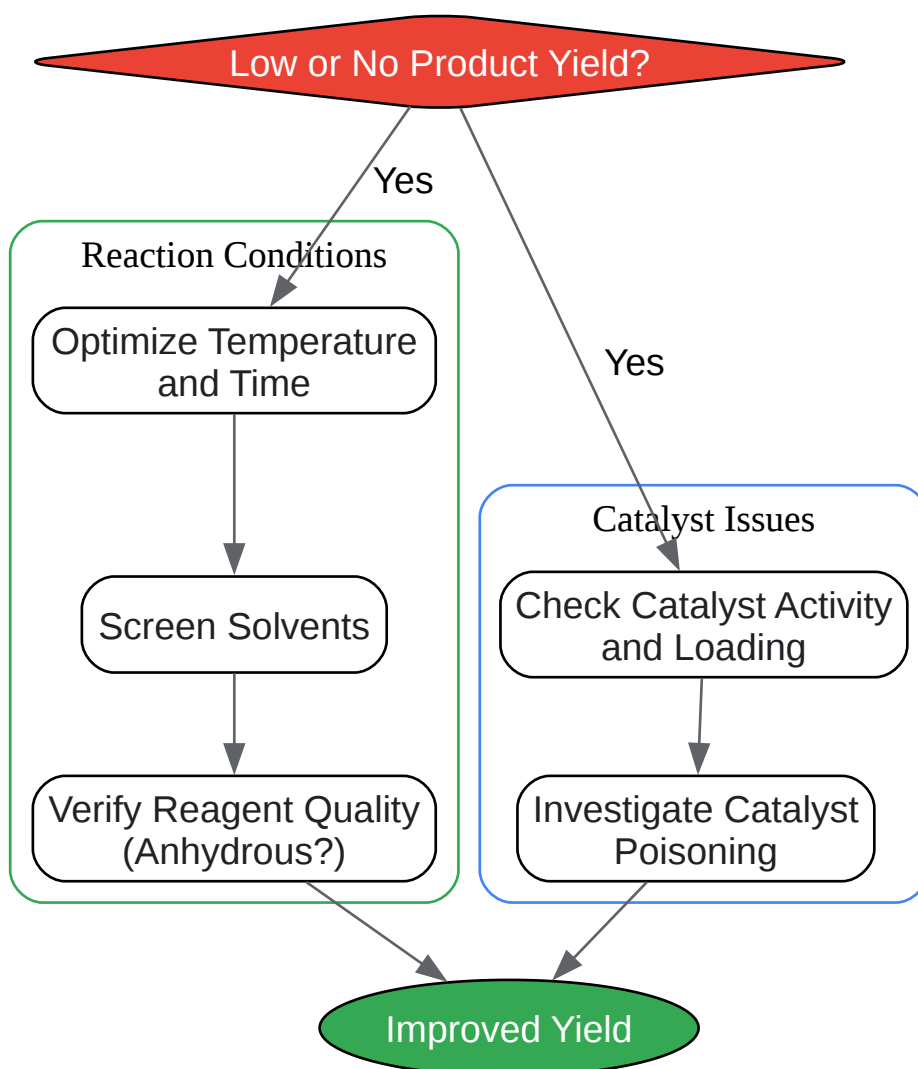 Low or No Product Yield?
Yes
Reaction Conditions
Optimize Temperature
and Time
Screen Solvents
Verify Reagent Quality
(Anhydrous?)
Yes
Catalyst Issues
Check Catalyst Activity
and Loading
Investigate Catalyst
Poisoning
Improved Yield